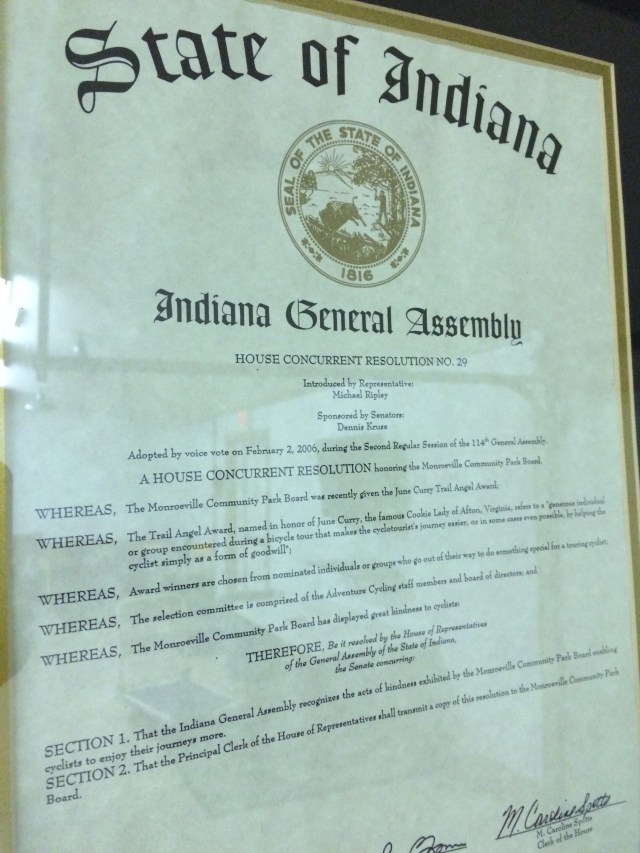 State of Indiana
SEAL OF THE STATE OF INDIANA
1816
Indiana General Assembly
HOUSE CONCURRENT RESOLUTION NO. 29
Introduced by Representative:
Michael Ripley
Sponsored by Senators:
Dennis Kruse
Adopted by voice vote on February 2, 2006, during the Second Regular Session of the 114th General Assembly.
A HOUSE CONCURRENT RESOLUTION honoring the Monroeville Community Park Board.
WHEREAS, The Monroeville Community Park Board was recently given the June Curry Trail Angel Award;
WHEREAS, The Trail Angel Award, named in honor of June Curry, the famous Cookie Lady of Afton, Virginia, refers to a "generous individual
or group encountered during a bicycle tour that makes the cyclotourist's journey easier, or in some cases even possible, by helping the
cyclist simply as a form of goodwill";
WHEREAS, Award winners are chosen from nominated individuals or groups who go out of their way to do something special for a touring cyclist;
WHEREAS, The selection committee is comprised of the Adventure Cycling staff members and board of directors; and
WHEREAS, The Monroeville Community Park Board has displayed great kindness to cyclists:
THEREFORE, Be it resolved by the House of Representatives
of the General Assembly of the State of Indiana,
the Senate concurring:
SECTION 1. That the Indiana General Assembly recognizes the acts of kindness exhibited by the Monroeville Community Park Board enabling
cyclists to enjoy their journeys more.
SECTION 2. That the Principal Clerk of the House of Representatives shall transmit a copy of this resolution to the Monroeville Community Park
Board.
M. Caroline Spotts
M. Caroline Spotts
Clerk of the House